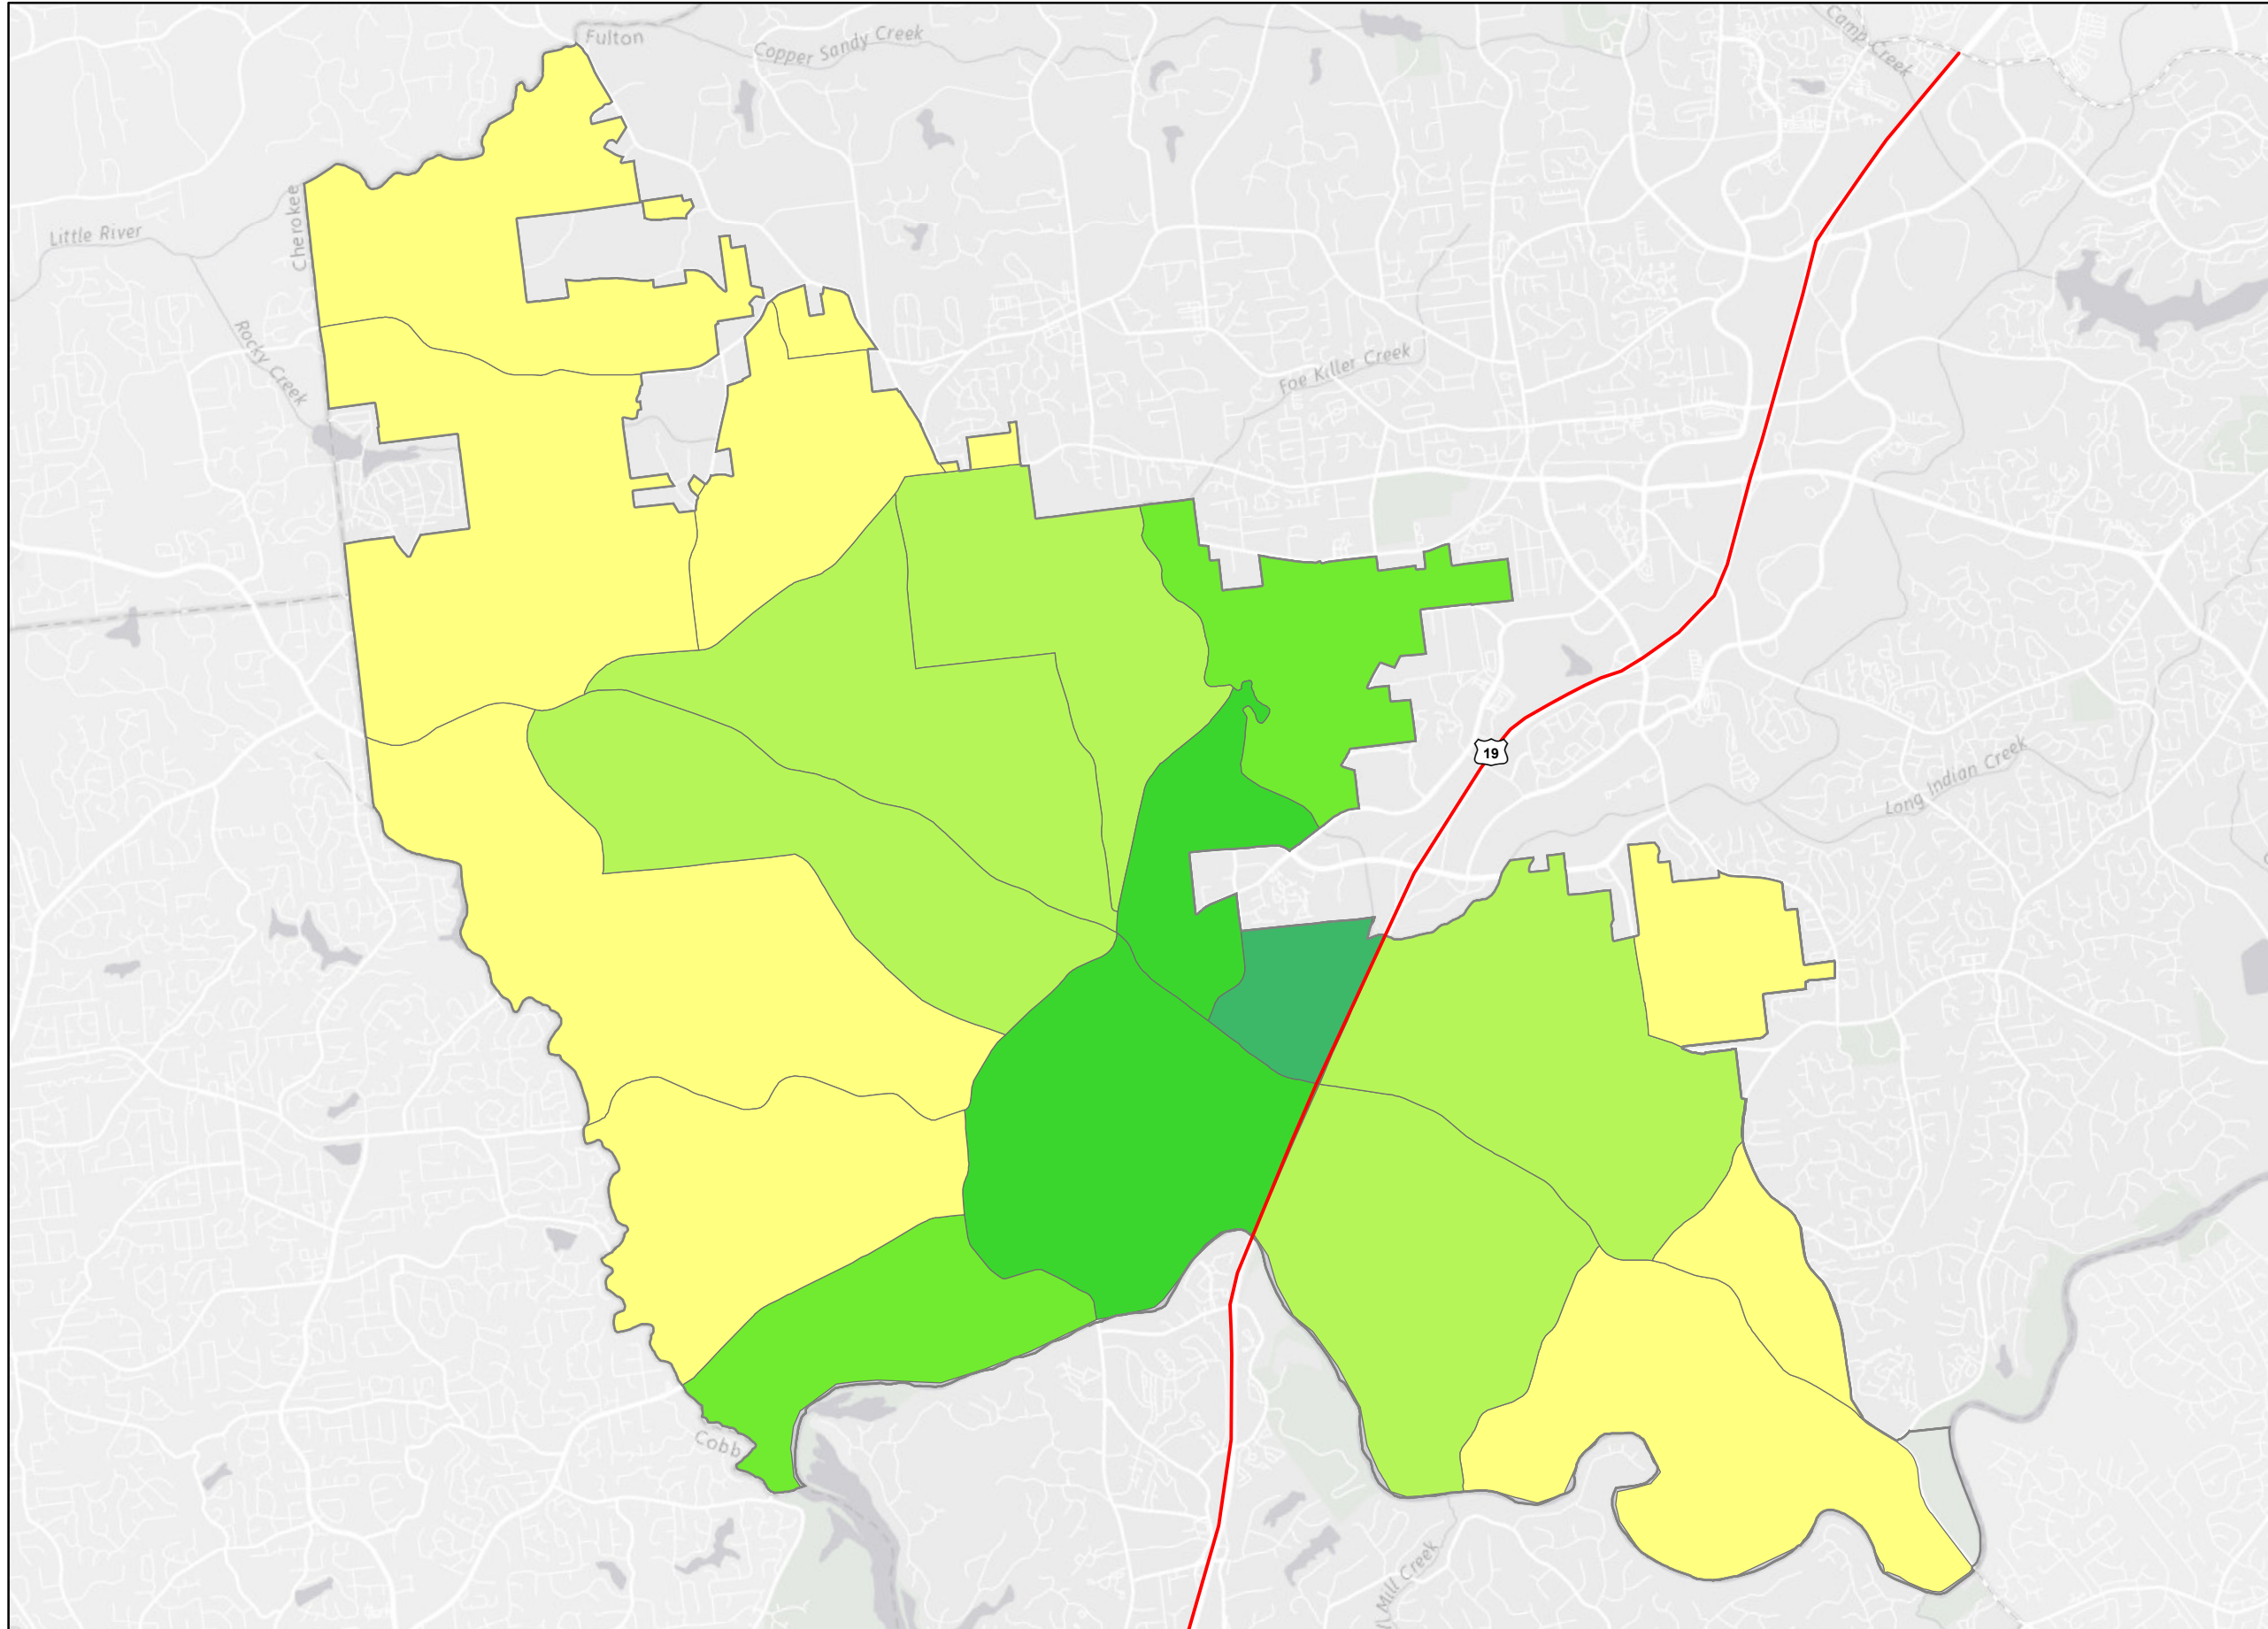 Fulton
Copper Sandy Creek
Camp Creek
Cherokee
Little River
Rocky Creek
Foe Killer Creek
19
Long Indian Creek
Cobb
Mill Creek